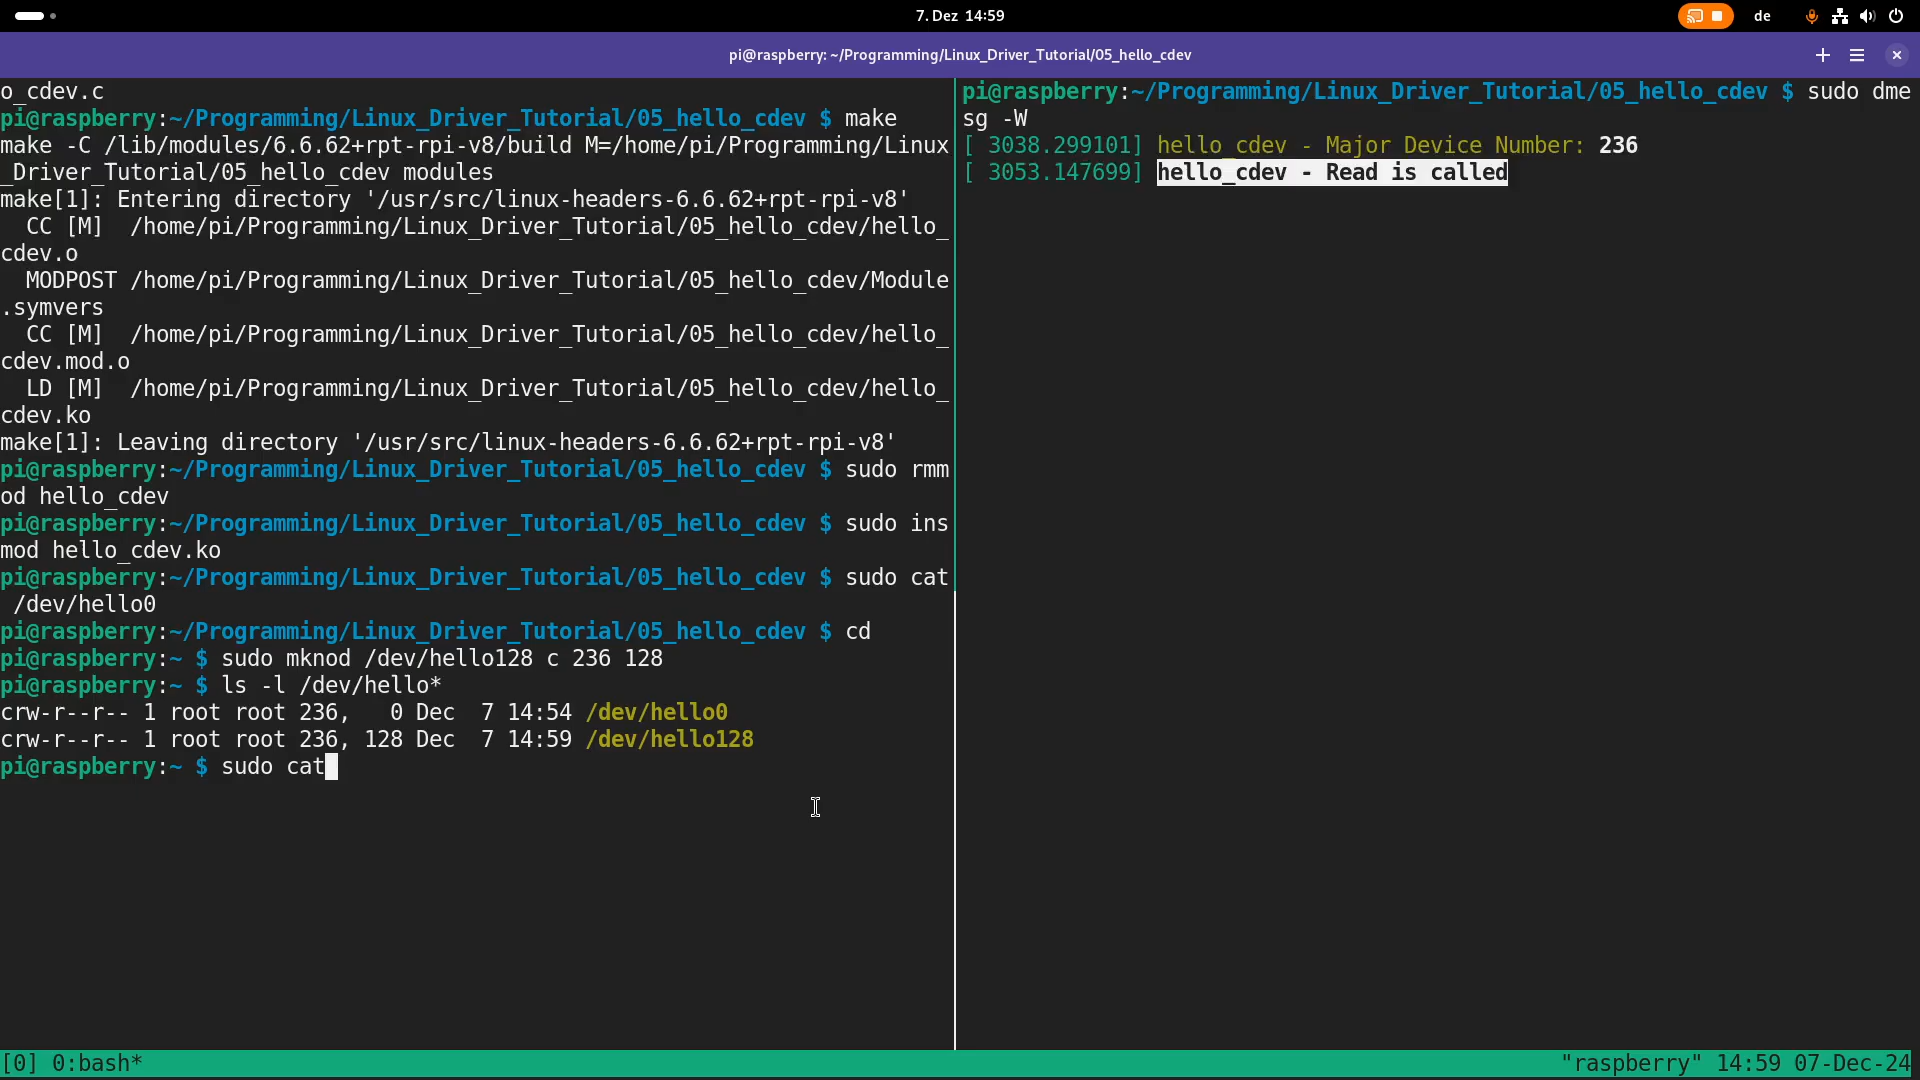 7. Dez 14:59
de
pi@raspberry: ~/Programming/Linux_Driver_Tutorial/05_hello_cdev
o_cdev.c
pi@raspberry:~/Programming/Linux_Driver_Tutorial/05_hello_cdev $ make
make -C /lib/modules/6.6.62+rpt-rpi-v8/build M=/home/pi/Programming/Linux
_Driver_Tutorial/05_hello_cdev modules
make[1]: Entering directory '/usr/src/linux-headers-6.6.62+rpt-rpi-v8'
  CC [M]  /home/pi/Programming/Linux_Driver_Tutorial/05_hello_cdev/hello_
cdev.o
  MODPOST /home/pi/Programming/Linux_Driver_Tutorial/05_hello_cdev/Module
.symvers
  CC [M]  /home/pi/Programming/Linux_Driver_Tutorial/05_hello_cdev/hello_
cdev.mod.o
  LD [M]  /home/pi/Programming/Linux_Driver_Tutorial/05_hello_cdev/hello_
cdev.ko
make[1]: Leaving directory '/usr/src/linux-headers-6.6.62+rpt-rpi-v8'
pi@raspberry:~/Programming/Linux_Driver_Tutorial/05_hello_cdev $ sudo rmm
od hello_cdev
pi@raspberry:~/Programming/Linux_Driver_Tutorial/05_hello_cdev $ sudo ins
mod hello_cdev.ko
pi@raspberry:~/Programming/Linux_Driver_Tutorial/05_hello_cdev $ sudo cat
 /dev/hello0
pi@raspberry:~/Programming/Linux_Driver_Tutorial/05_hello_cdev $ cd
pi@raspberry:~ $ sudo mknod /dev/hello128 c 236 128
pi@raspberry:~ $ ls -l /dev/hello*
crw-r--r-- 1 root root 236,   0 Dec  7 14:54 /dev/hello0
crw-r--r-- 1 root root 236, 128 Dec  7 14:59 /dev/hello128
pi@raspberry:~ $ sudo cat
pi@raspberry:~/Programming/Linux_Driver_Tutorial/05_hello_cdev $ sudo dme
sg -W
[ 3038.299101] hello_cdev - Major Device Number: 236
[ 3053.147699] hello_cdev - Read is called
[0] 0:bash*
"raspberry" 14:59 07-Dec-24